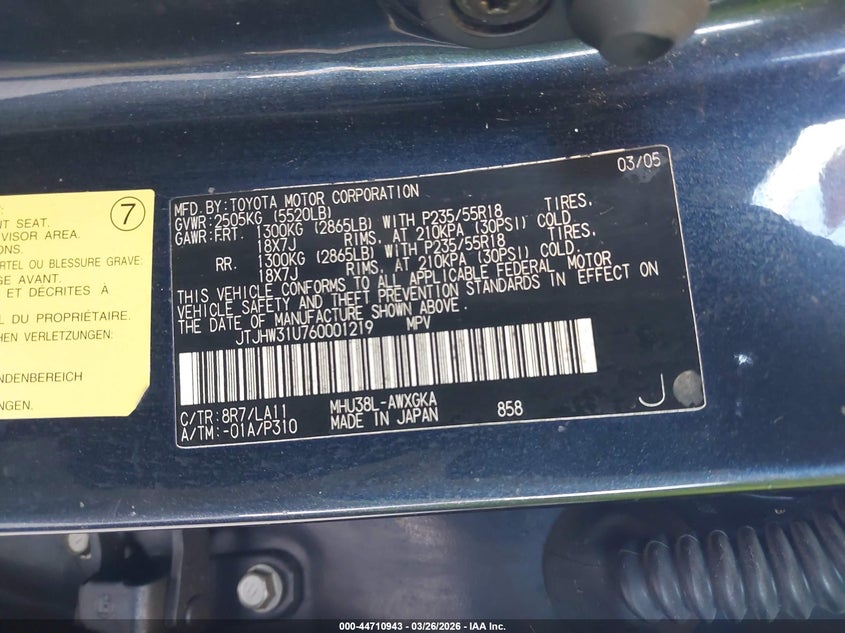 7
T SEAT.
VISOR AREA.
ONS.
RTEL OU BLESSURE GRAVE:
GE AVANT.
ET DÉCRITES À
L DU PROPRIÉTAIRE.
HEN VERLETZUNGEN:
NDENBEREICH
TUNG.
03/05
MFD.BY:TOYOTA MOTOR CORPORATION
GVWR:2505KG (5520LB)
GAWR:FRT. 1300KG (2865LB) WITH P235/55R18 TIRES,
18X7J RIMS, AT 210KPA (30PSI) COLD.
RR. 1300KG (2865LB) WITH P235/55R18 TIRES,
18X7J RIMS, AT 210KPA (30PSI) COLD.
THIS VEHICLE CONFORMS TO ALL APPLICABLE FEDERAL MOTOR
VEHICLE SAFETY AND THEFT PREVENTION STANDARDS IN EFFECT ON
THE DATE OF MANUFACTURE SHOWN ABOVE.
JTJHW31U760001219 MPV
C/TR:8R7/LA11 MHU38L-AWXGKA
A/TM:-01A/P310 MADE IN JAPAN 858 J
000-44710943 - 03/26/2026 - IAA Inc.